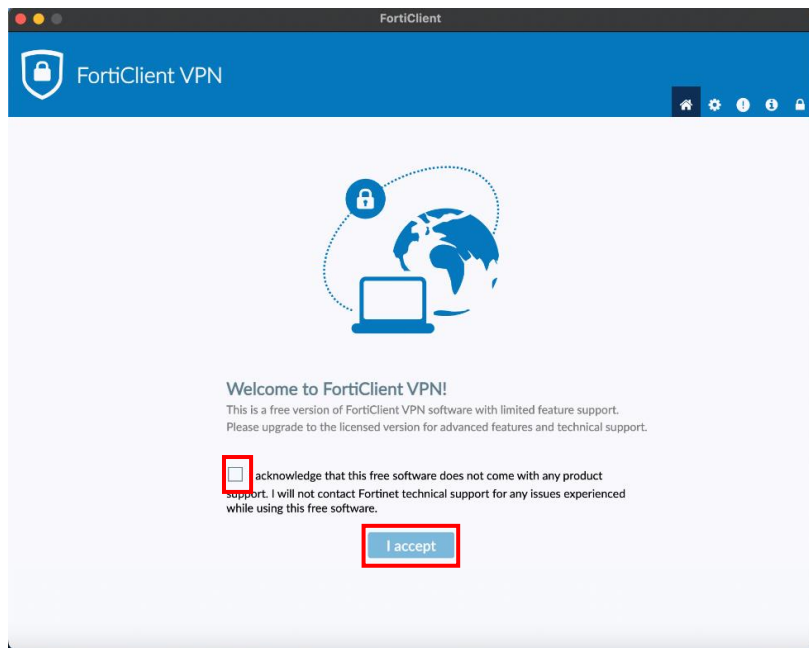 FortiClient
FortiClient VPN
Welcome to FortiClient VPN!
This is a free version of FortiClient VPN software with limited feature support.
Please upgrade to the licensed version for advanced features and technical support.
acknowledge that this free software does not come with any product
support. I will not contact Fortinet technical support for any issues experienced
while using this free software.
I accept